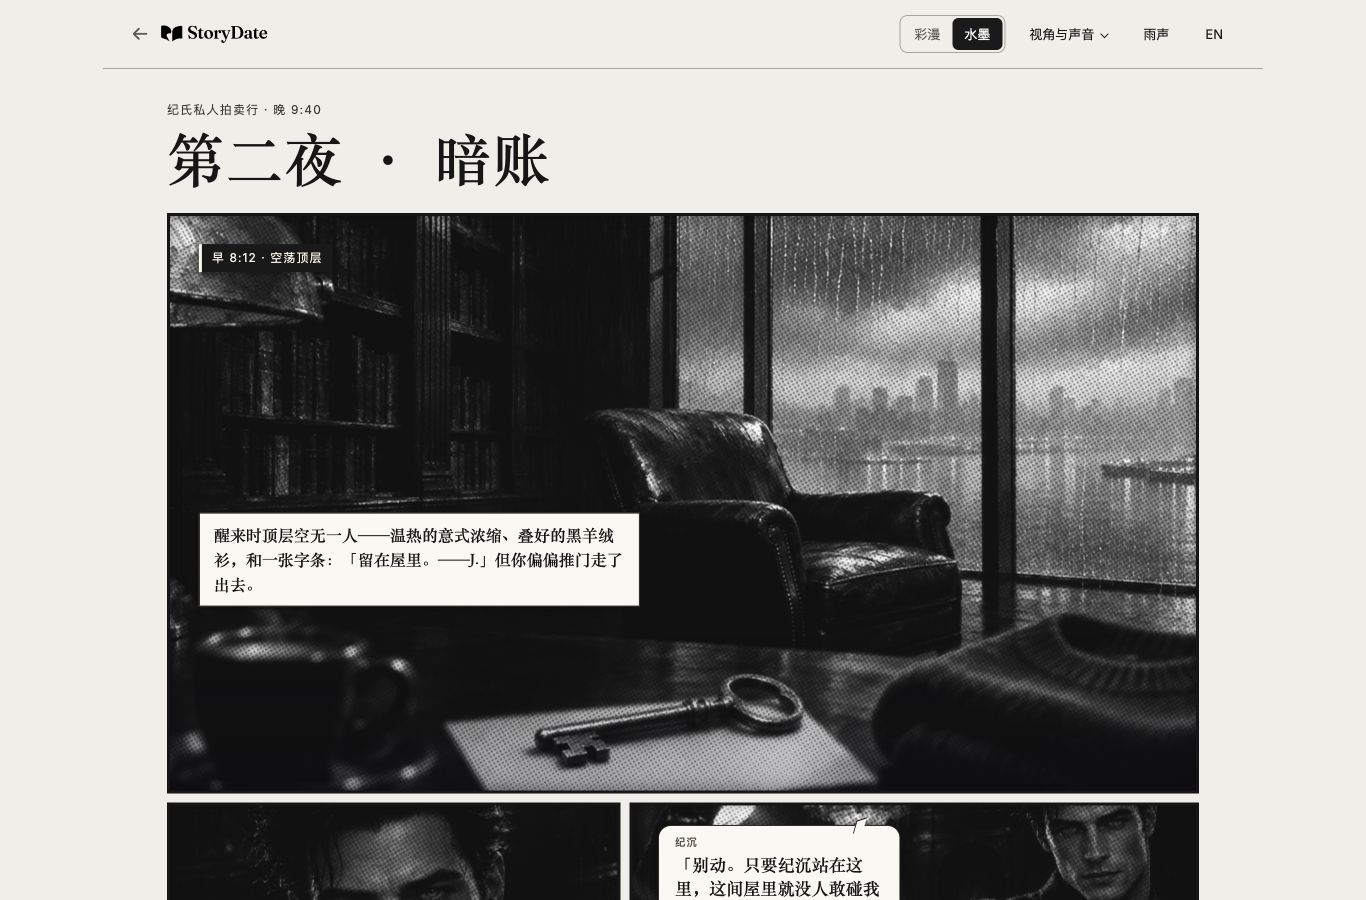 StoryDate
彩漫
水墨
视角与声音
雨声
EN
纪氏私人拍卖行 · 晚 9:40
第二夜 · 暗账
早 8:12 · 空荡顶层
醒来时顶层空无一人——温热的意式浓缩、叠好的黑羊绒
衫，和一张字条：「留在屋里。——J.」但你偏偏推门走了
出去。
纪沉
「别动。只要纪沉站在这
里，这间屋里就没人敢碰我